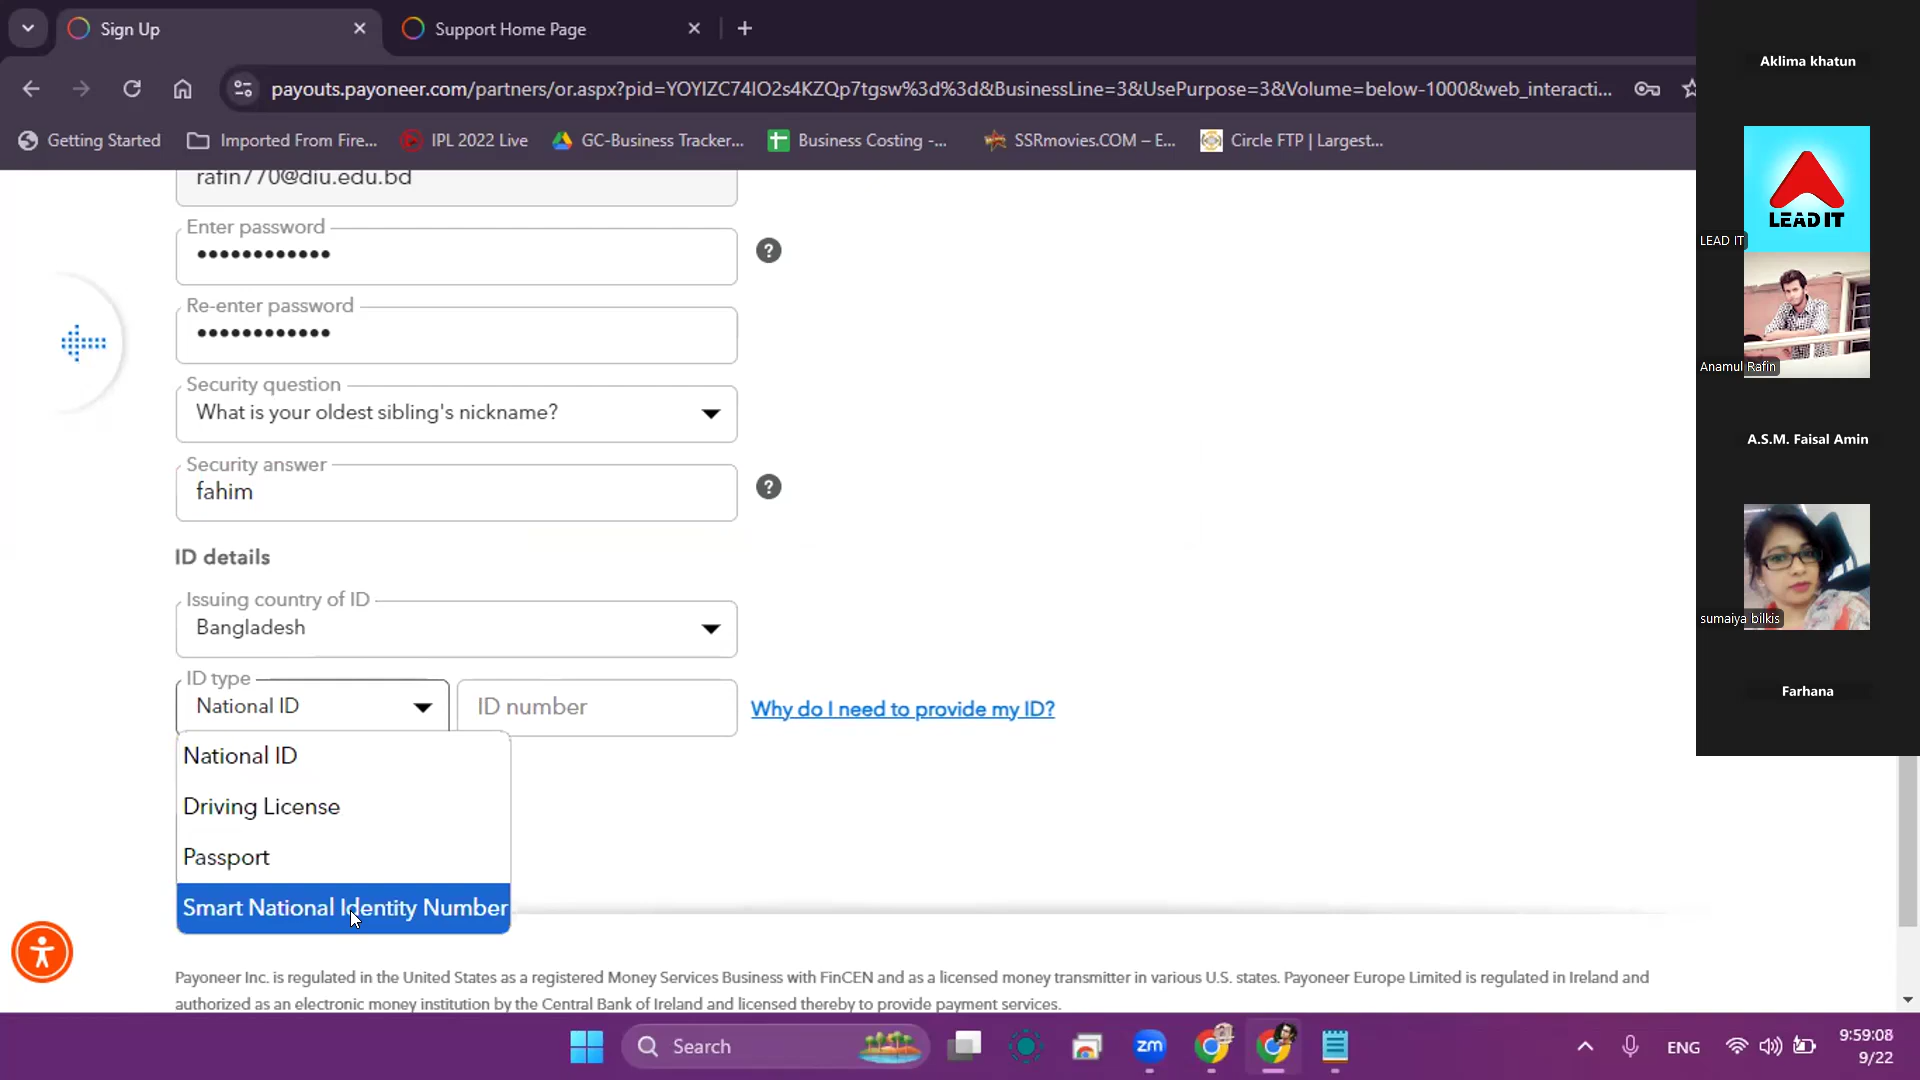 Sign Up
Support Home Page
payouts.payoneer.com/partners/or.aspx?pid=YOYIZC74IO2s4KZQp7tgsw%3d%3d&BusinessLine=3&UsePurpose=3&Volume=below-1000&web_interacti...
Getting Started
Imported From Fire...
IPL 2022 Live
GC-Business Tracker...
Business Costing -...
SSRmovies.COM – E...
Circle FTP | Largest...
rafin770@diu.edu.bd
Enter password
Re-enter password
Security question
What is your oldest sibling's nickname?
Security answer
fahim
ID details
Issuing country of ID
Bangladesh
ID type
National ID
ID number
Why do I need to provide my ID?
National ID
Driving License
Passport
Smart National Identity Number
Payoneer Inc. is regulated in the United States as a registered Money Services Business with FinCEN and as a licensed money transmitter in various U.S. states. Payoneer Europe Limited is regulated in Ireland and
authorized as an electronic money institution by the Central Bank of Ireland and licensed thereby to provide payment services.
Aklima khatun
LEAD IT
LEAD IT
Anamul Rafin
A.S.M. Faisal Amin
sumaiya bilkis
Farhana
Search
zm
ENG
9:59:08
9/22